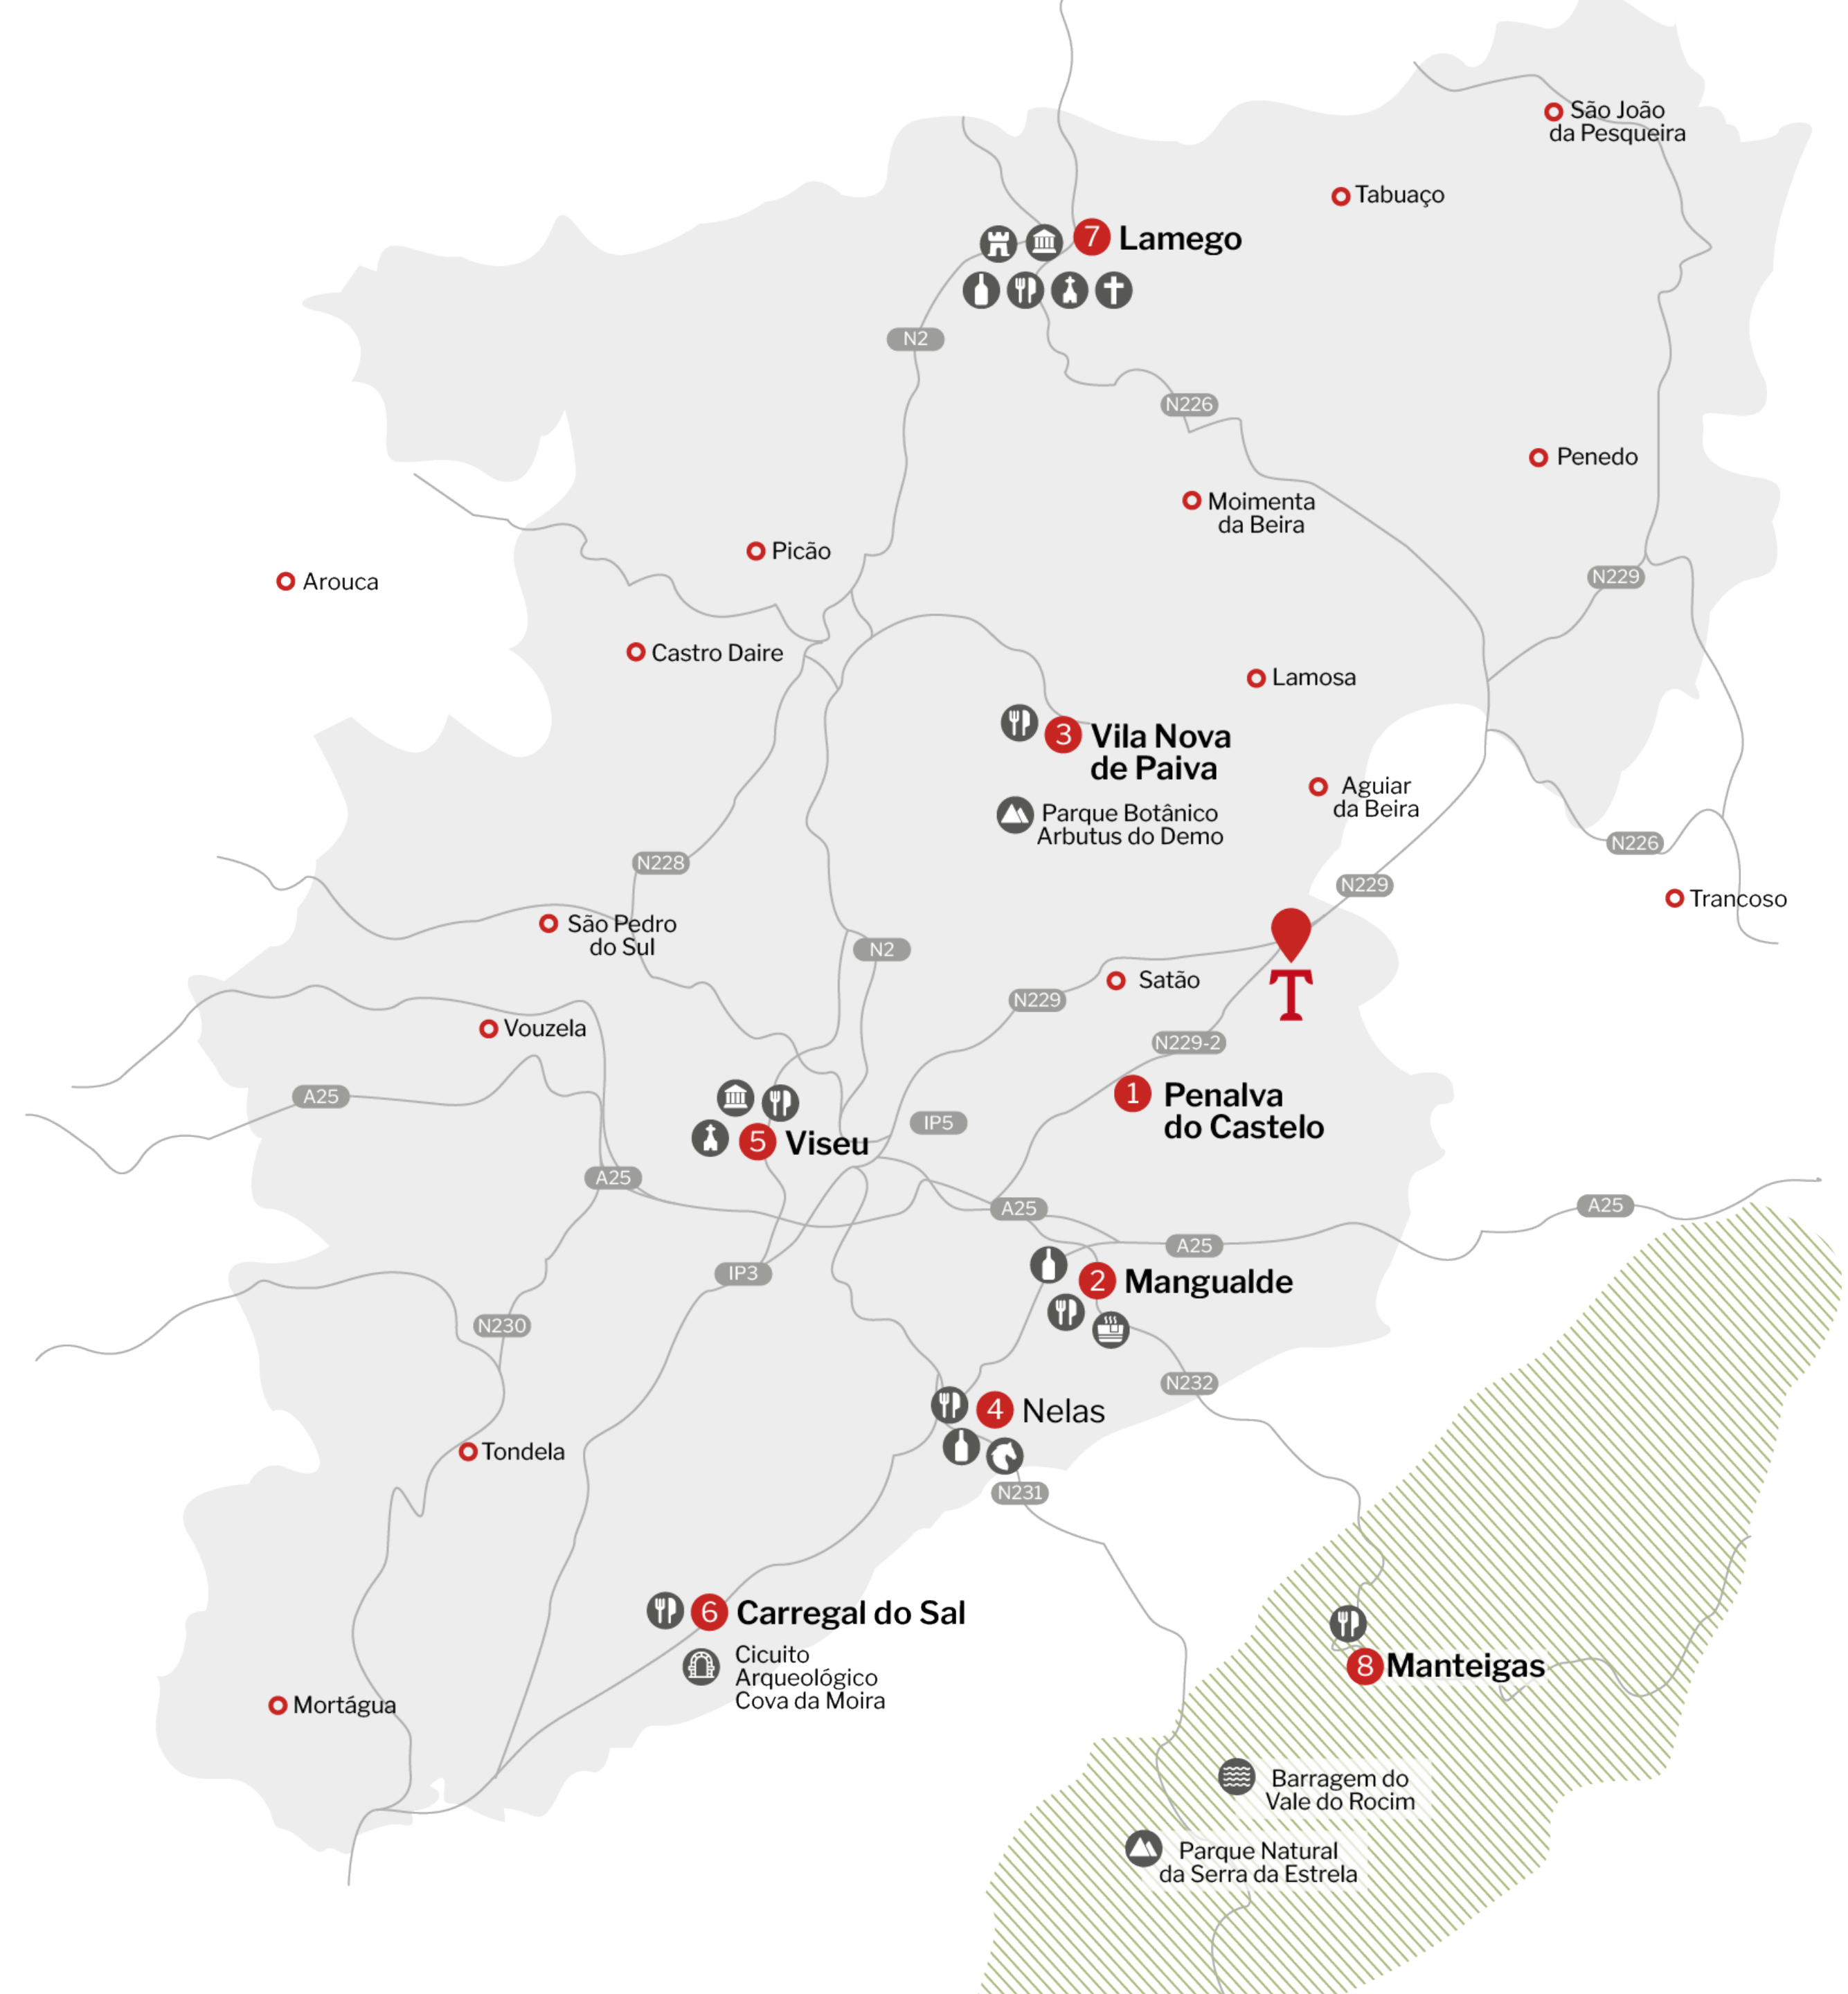 São João
da Pesqueira
Tabuaço
7 Lamego
N2
N226
Penedo
Moimenta
da Beira
Picão
Arouca
N229
Castro Daire
Lamosa
3 Vila Nova
de Paiva
Aguiar
da Beira
Parque Botânico
Arbutus do Demo
N226
N228
N229
Trancoso
São Pedro
do Sul
N2
Satão
T
N229
Vouzela
N229-2
A25
1 Penalva
do Castelo
IP5
5 Viseu
A25
A25
A25
A25
IP3
2 Mangualde
N230
N232
4 Nelas
Tondela
N231
6 Carregal do Sal
Cicuito
Arqueológico
Cova da Moira
8 Manteigas
Mortágua
Barragem do
Vale do Rocim
Parque Natural
da Serra da Estrela